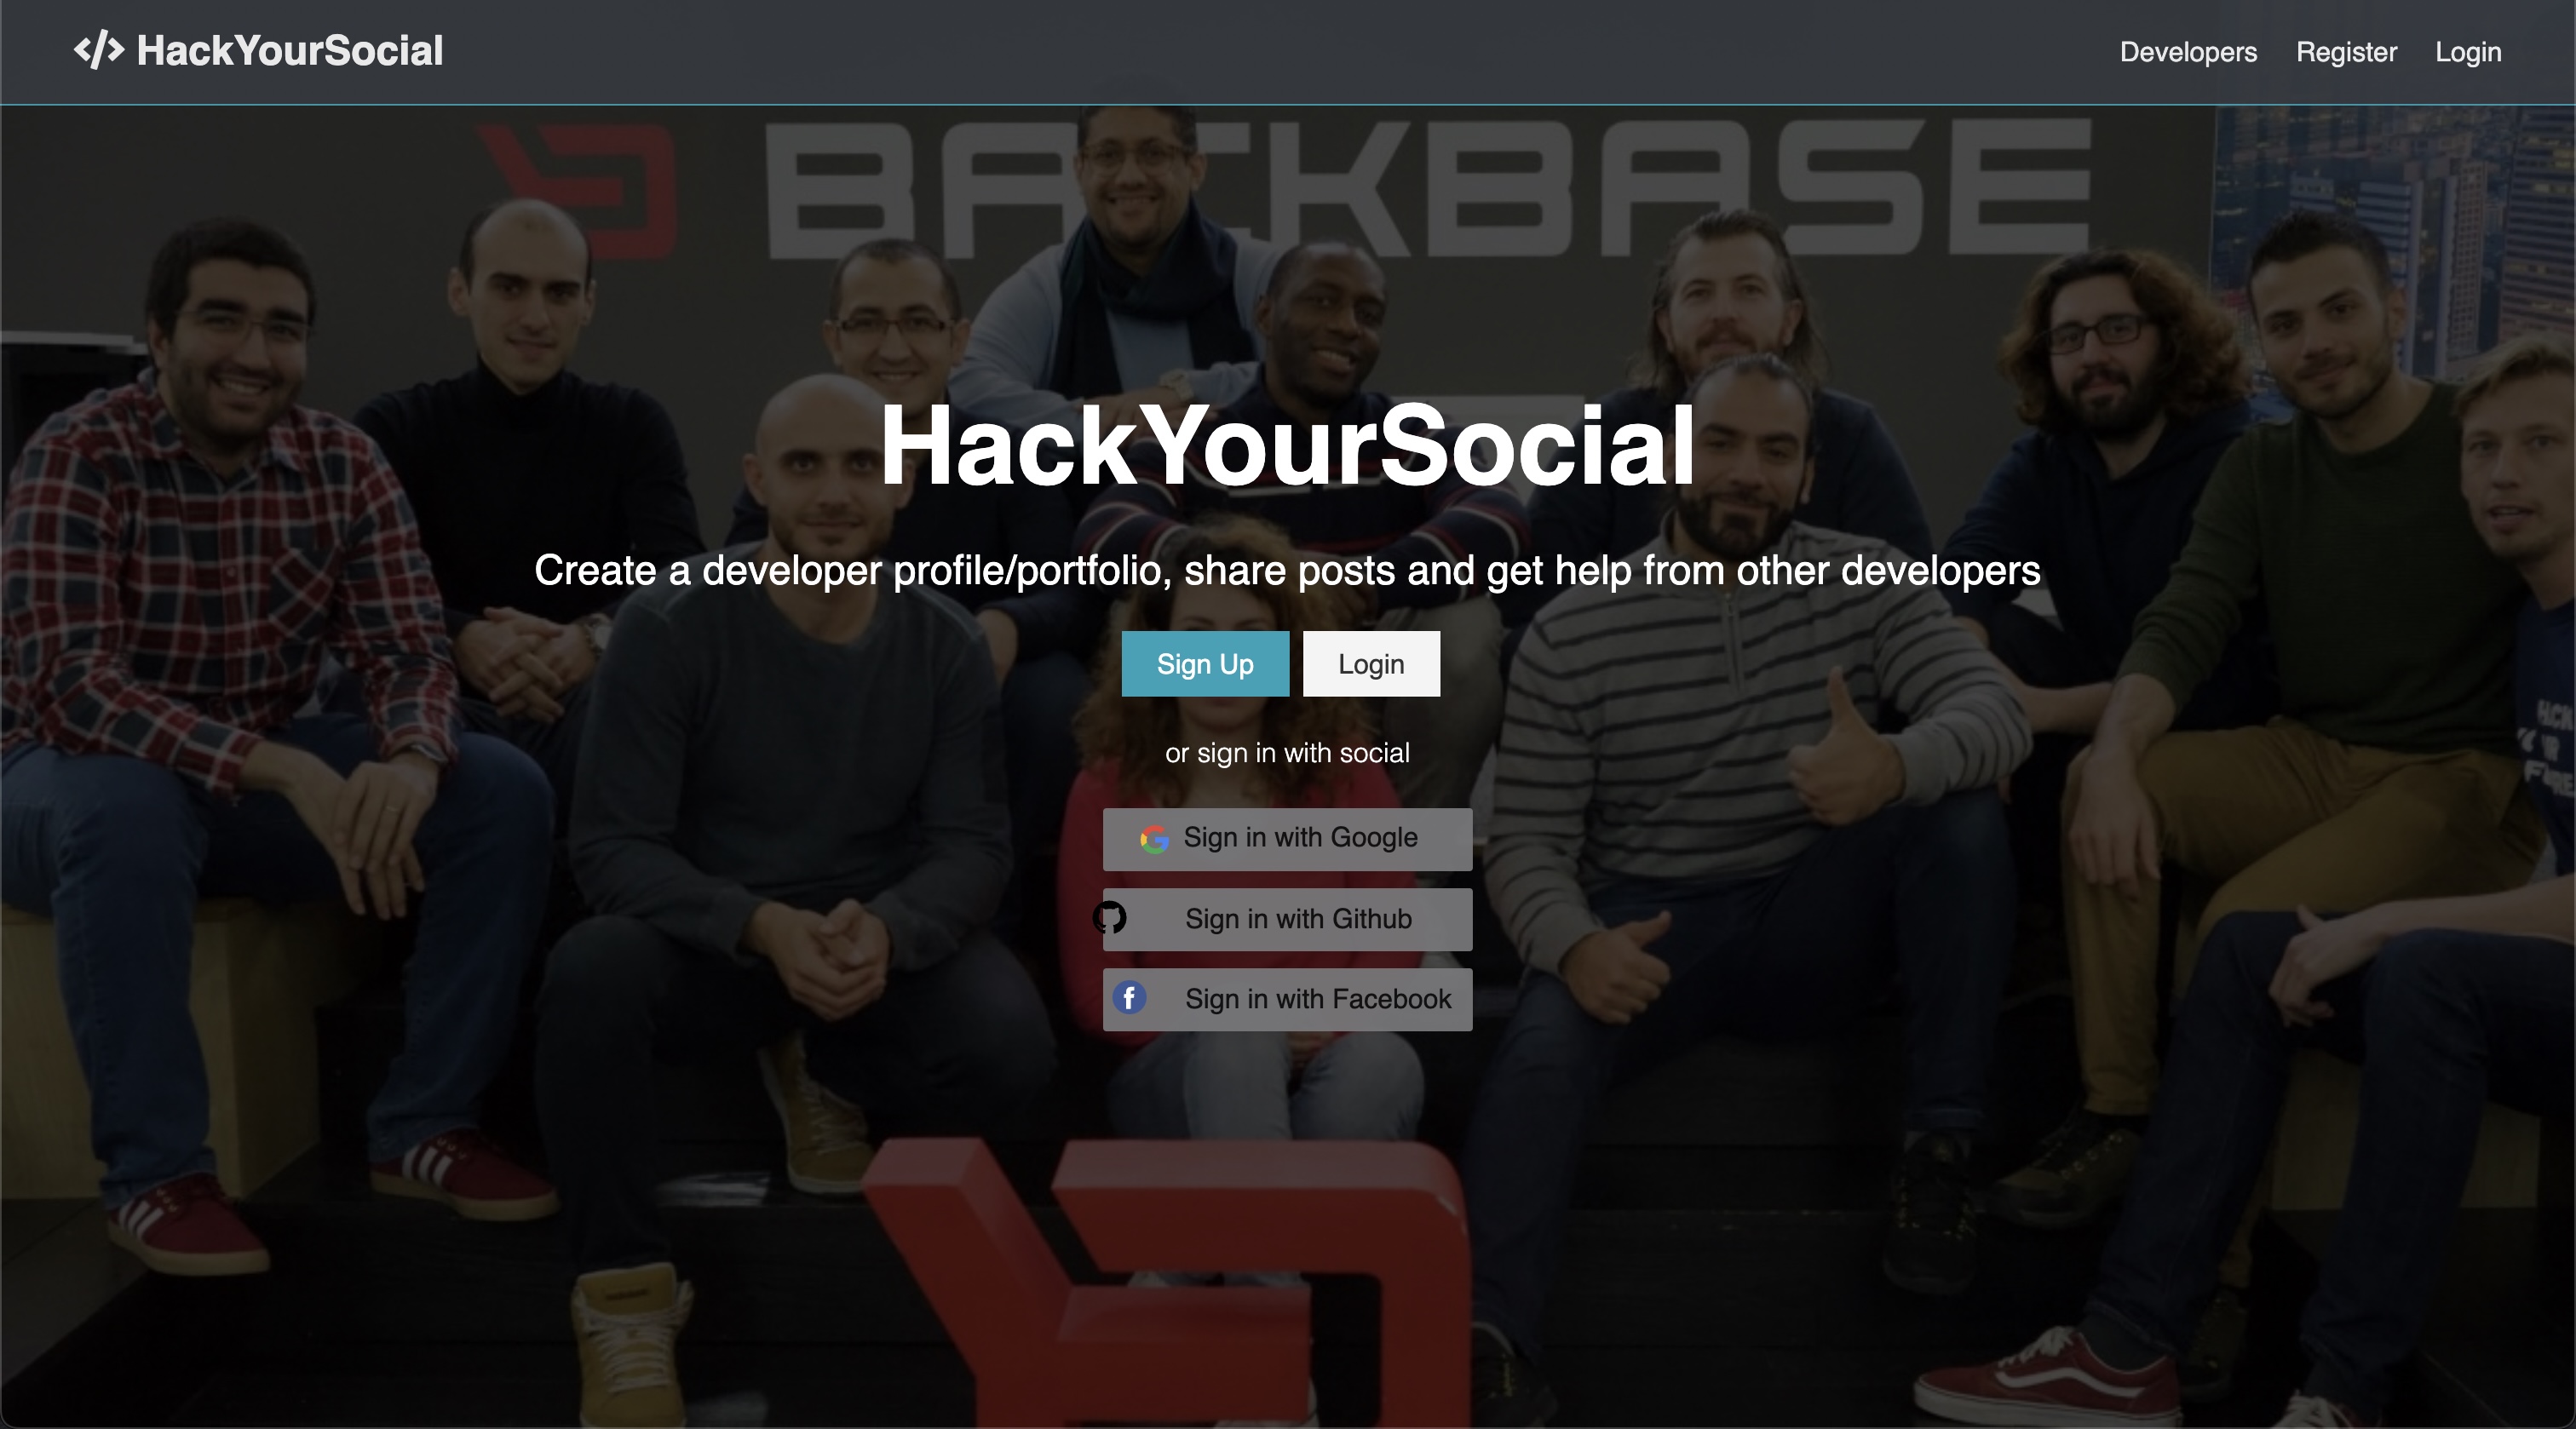 </> HackYourSocial
Developers Register Login
BACKBASE
HackYourSocial
Create a developer profile/portfolio, share posts and get help from other developers
Sign Up Login
or sign in with social
Sign in with Google
Sign in with Github
Sign in with Facebook